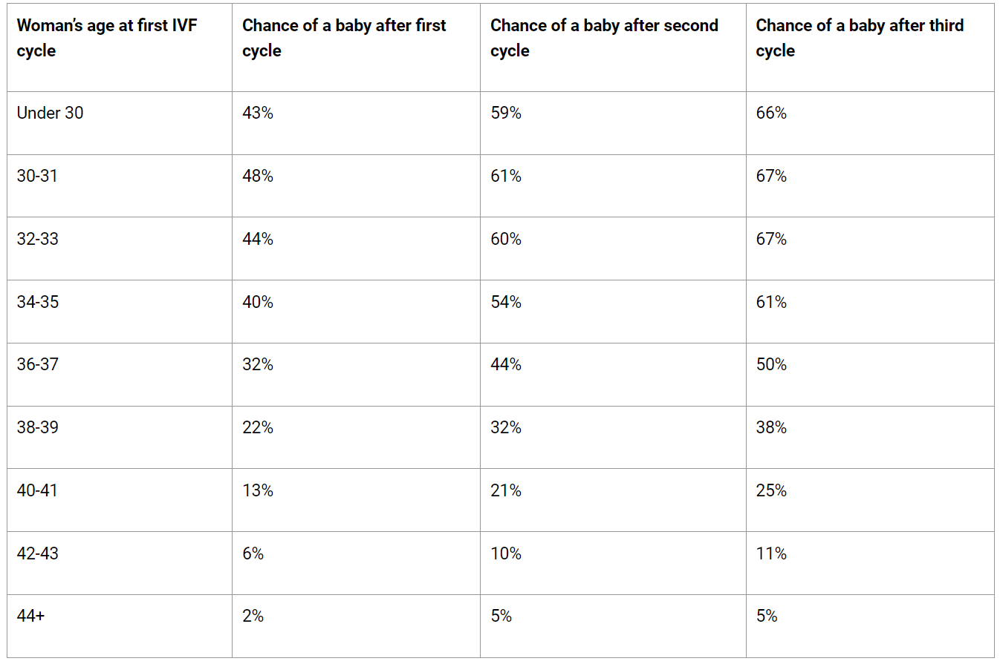 Woman’s age at first IVF cycle | Chance of a baby after first cycle | Chance of a baby after second cycle | Chance of a baby after third cycle
Under 30 | 43% | 59% | 66%
30-31 | 48% | 61% | 67%
32-33 | 44% | 60% | 67%
34-35 | 40% | 54% | 61%
36-37 | 32% | 44% | 50%
38-39 | 22% | 32% | 38%
40-41 | 13% | 21% | 25%
42-43 | 6% | 10% | 11%
44+ | 2% | 5% | 5%